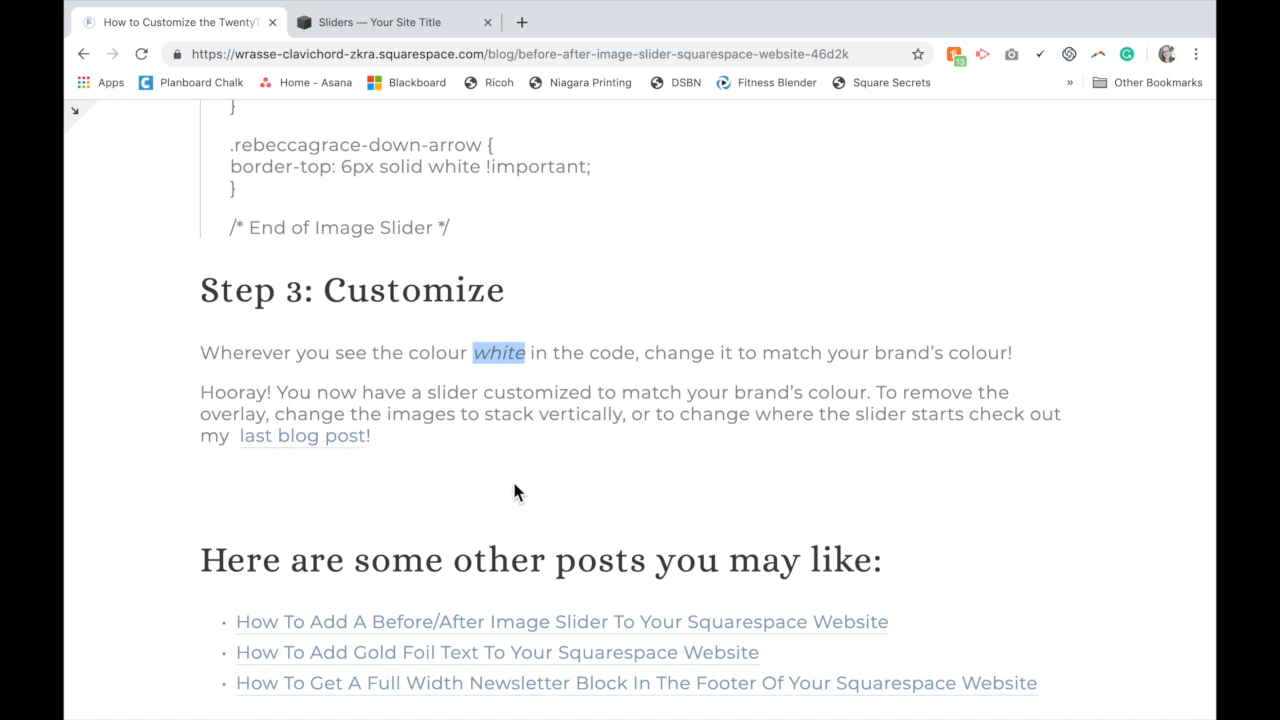 How to Customize the TwentyT
Sliders — Your Site Title
https://wrasse-clavichord-zkra.squarespace.com/blog/before-after-image-slider-squarespace-website-46d2k
13
Apps Planboard Chalk Home - Asana Blackboard Ricoh Niagara Printing DSBN Fitness Blender Square Secrets » Other Bookmarks
}
.rebeccagrace-down-arrow {
border-top: 6px solid white !important;
}
/* End of Image Slider */
Step 3: Customize
Wherever you see the colour white in the code, change it to match your brand’s colour!
Hooray! You now have a slider customized to match your brand’s colour. To remove the
overlay, change the images to stack vertically, or to change where the slider starts check out
my last blog post!
Here are some other posts you may like:
• How To Add A Before/After Image Slider To Your Squarespace Website
• How To Add Gold Foil Text To Your Squarespace Website
• How To Get A Full Width Newsletter Block In The Footer Of Your Squarespace Website